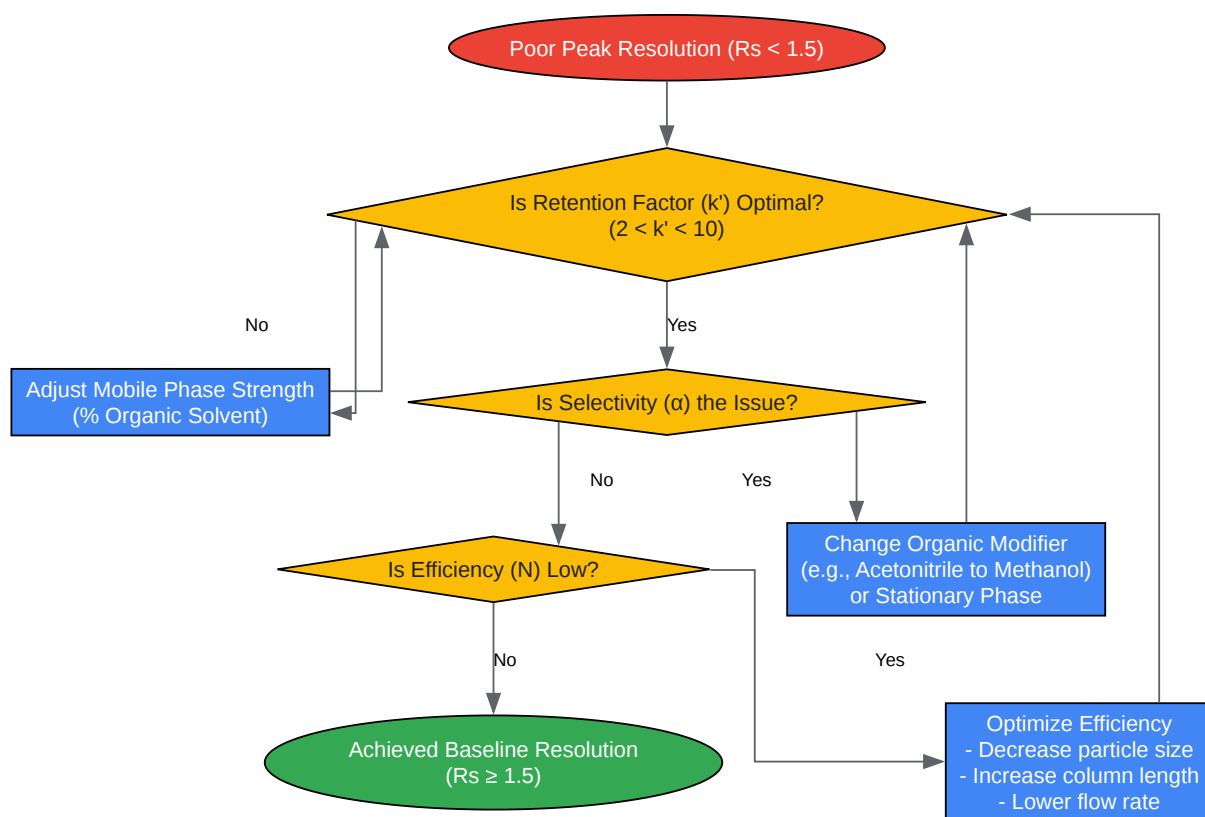 Poor Peak Resolution (Rs < 1.5)
Is Retention Factor (k') Optimal?
(2 < k' < 10)
No
Yes
Adjust Mobile Phase Strength
(% Organic Solvent)
Is Selectivity (α) the Issue?
No
Yes
Change Organic Modifier
(e.g., Acetonitrile to Methanol)
or Stationary Phase
Is Efficiency (N) Low?
No
Yes
Achieved Baseline Resolution
(Rs ≥ 1.5)
Optimize Efficiency
- Decrease particle size
- Increase column length
- Lower flow rate